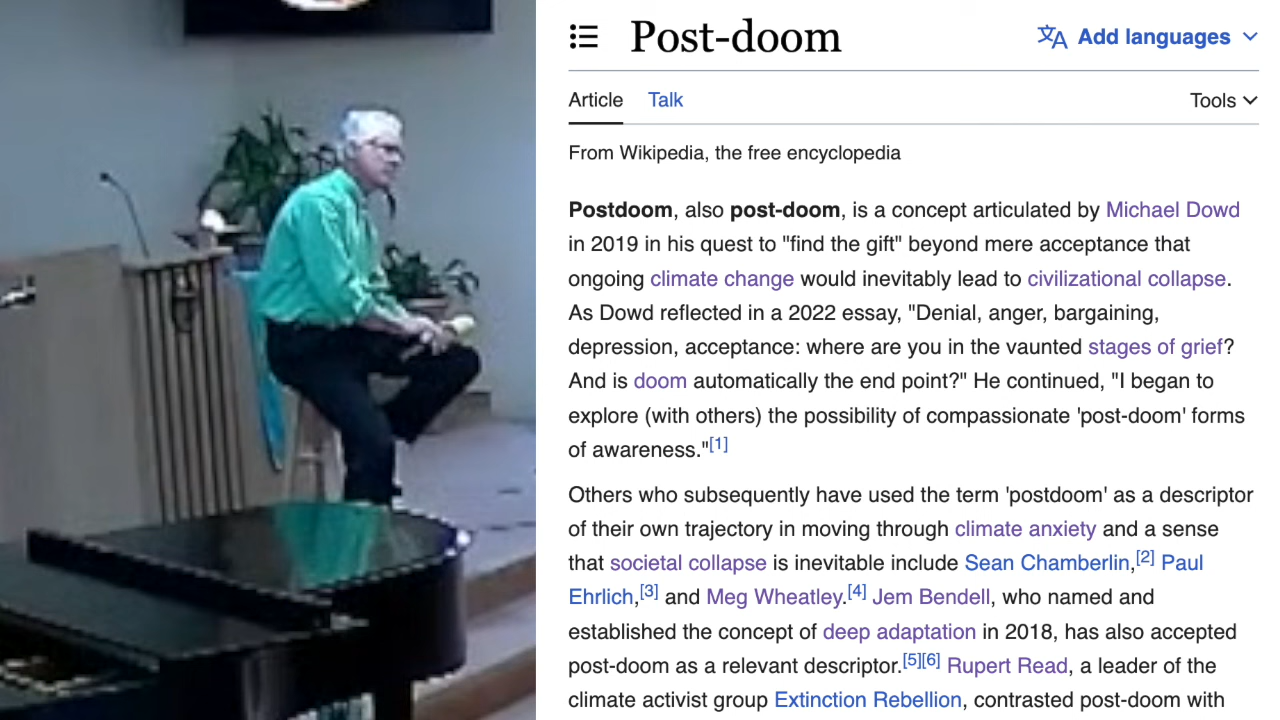 Post-doom
Add languages
Article Talk Tools
From Wikipedia, the free encyclopedia
Postdoom, also post-doom, is a concept articulated by Michael Dowd
in 2019 in his quest to "find the gift" beyond mere acceptance that
ongoing climate change would inevitably lead to civilizational collapse.
As Dowd reflected in a 2022 essay, "Denial, anger, bargaining,
depression, acceptance: where are you in the vaunted stages of grief?
And is doom automatically the end point?" He continued, "I began to
explore (with others) the possibility of compassionate 'post-doom' forms
of awareness."[1]
Others who subsequently have used the term 'postdoom' as a descriptor
of their own trajectory in moving through climate anxiety and a sense
that societal collapse is inevitable include Sean Chamberlin,[2] Paul
Ehrlich,[3] and Meg Wheatley.[4] Jem Bendell, who named and
established the concept of deep adaptation in 2018, has also accepted
post-doom as a relevant descriptor.[5][6] Rupert Read, a leader of the
climate activist group Extinction Rebellion, contrasted post-doom with